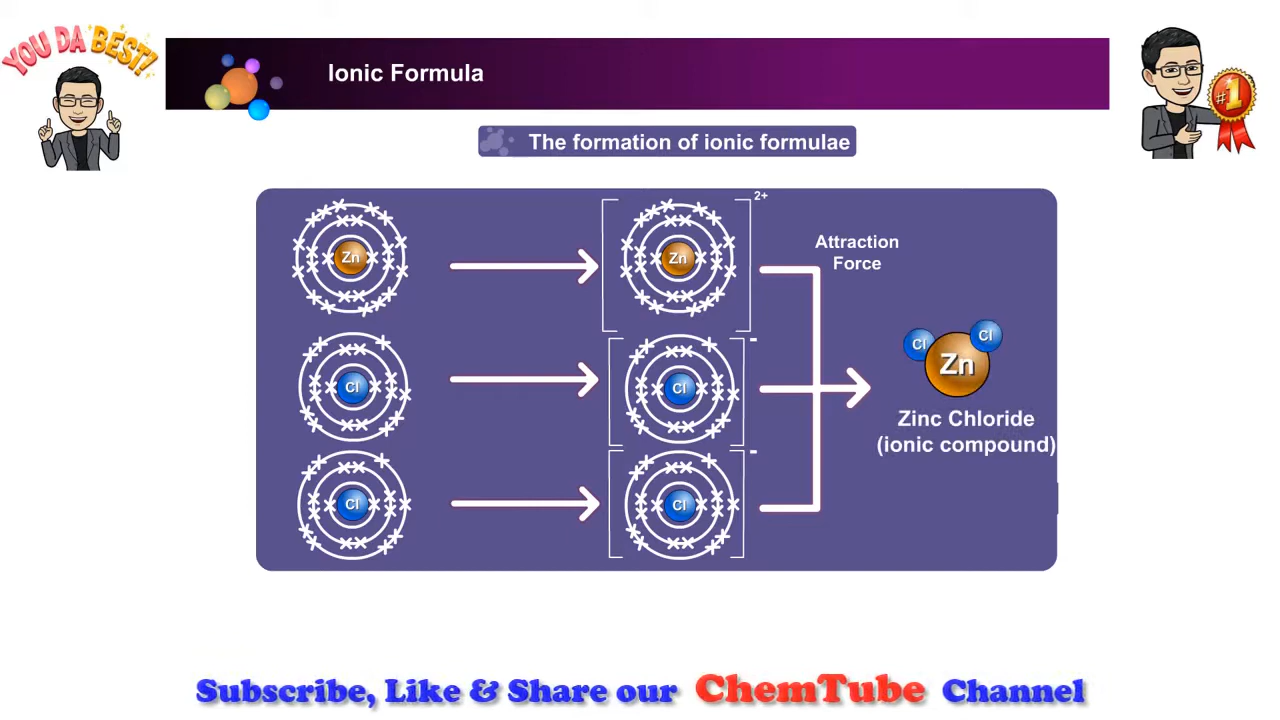 YOU DA BEST!
Ionic Formula
#1
The formation of ionic formulae
2+
Zn
Zn
Attraction
Force
-
Cl
Cl
Cl
Cl
Zn
Zinc Chloride
(ionic compound)
-
Cl
Cl
Subscribe, Like & Share our ChemTube Channel